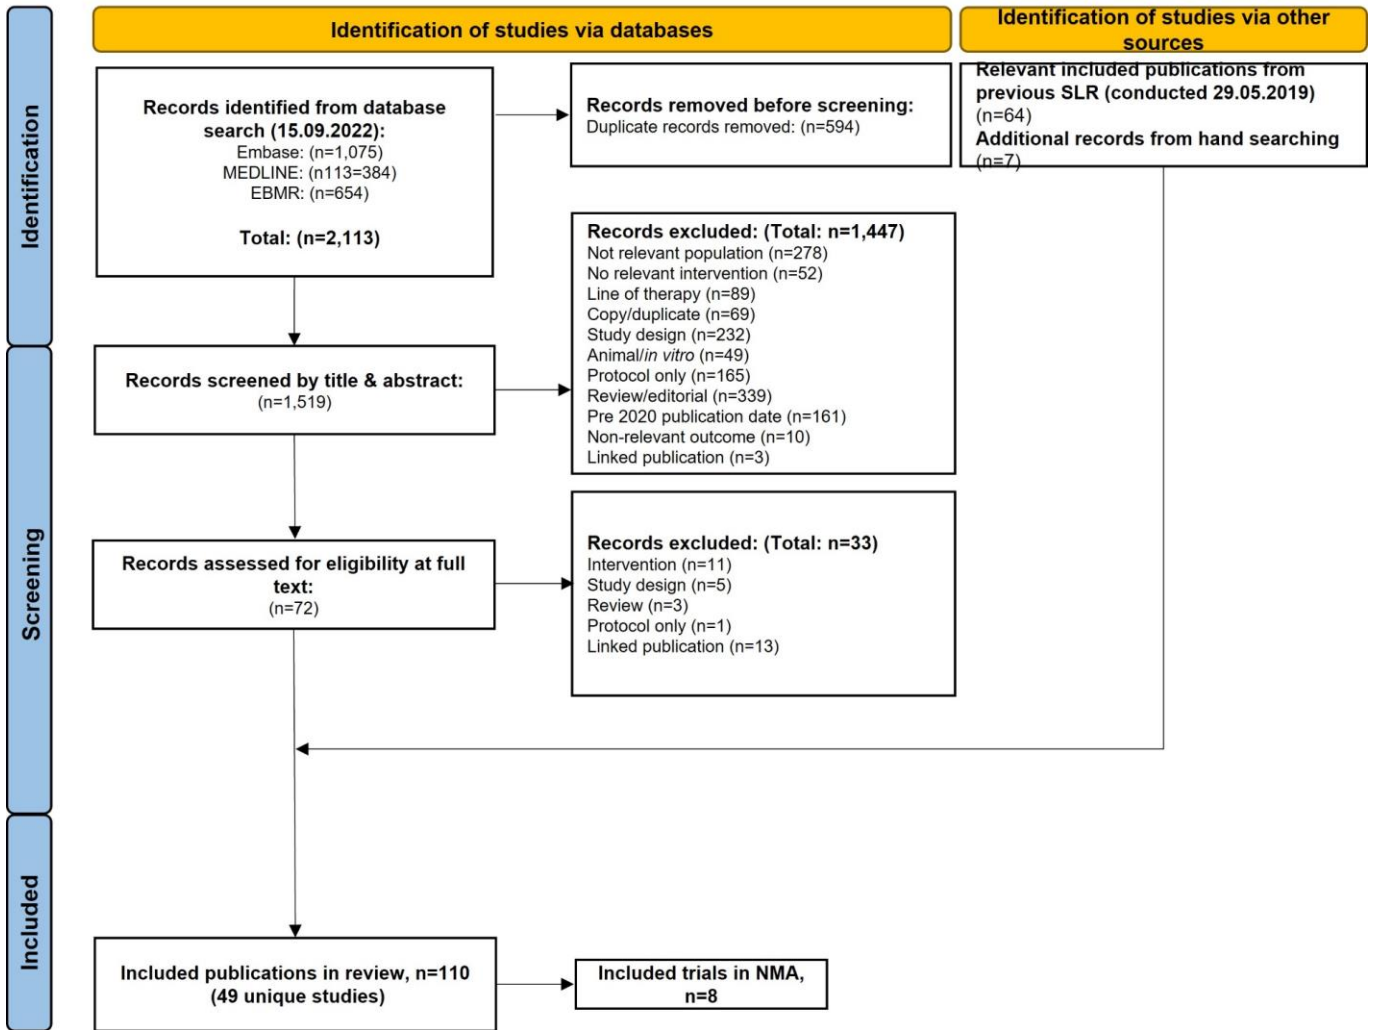 Identification of studies via databases
Identification of studies via other
sources
Identification
Records identified from database
search (15.09.2022):
Embase: (n=1,075)
MEDLINE: (n113=384)
EBMR: (n=654)
Total: (n=2,113)
Records removed before screening:
Duplicate records removed: (n=594)
Relevant included publications from
previous SLR (conducted 29.05.2019)
(n=64)
Additional records from hand searching
(n=7)
Records excluded: (Total: n=1,447)
Not relevant population (n=278)
No relevant intervention (n=52)
Line of therapy (n=89)
Copy/duplicate (n=69)
Study design (n=232)
Animal/in vitro (n=49)
Protocol only (n=165)
Review/editorial (n=339)
Pre 2020 publication date (n=161)
Non-relevant outcome (n=10)
Linked publication (n=3)
Screening
Records screened by title & abstract:
(n=1,519)
Records assessed for eligibility at full
text:
(n=72)
Records excluded: (Total: n=33)
Intervention (n=11)
Study design (n=5)
Review (n=3)
Protocol only (n=1)
Linked publication (n=13)
Included
Included publications in review, n=110
(49 unique studies)
Included trials in NMA,
n=8